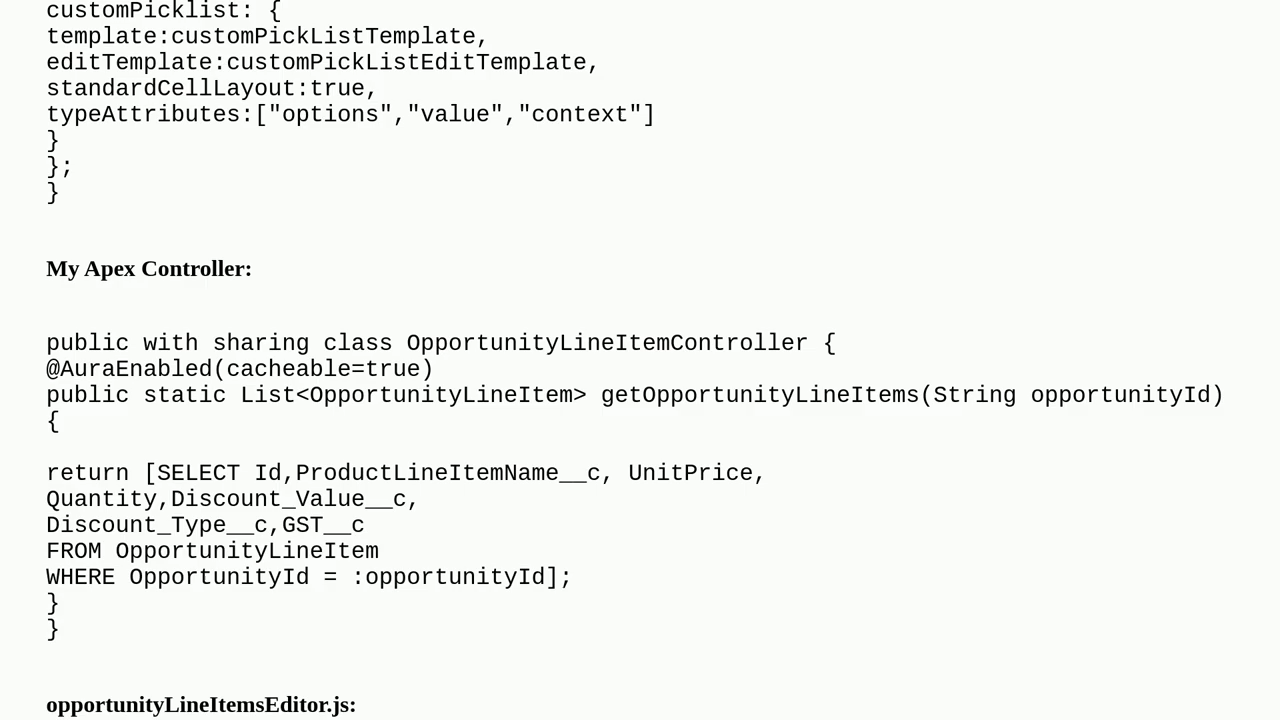 customPicklist: {
template:customPickListTemplate,
editTemplate:customPickListEditTemplate,
standardCellLayout:true,
typeAttributes:["options","value","context"]
}
};
}
My Apex Controller:
public with sharing class OpportunityLineItemController {
@AuraEnabled(cacheable=true)
public static List<OpportunityLineItem> getOpportunityLineItems(String opportunityId)
{
return [SELECT Id,ProductLineItemName__c, UnitPrice,
Quantity,Discount_Value__c,
Discount_Type__c,GST__c
FROM OpportunityLineItem
WHERE OpportunityId = :opportunityId];
}
}
opportunityLineItemsEditor.js: